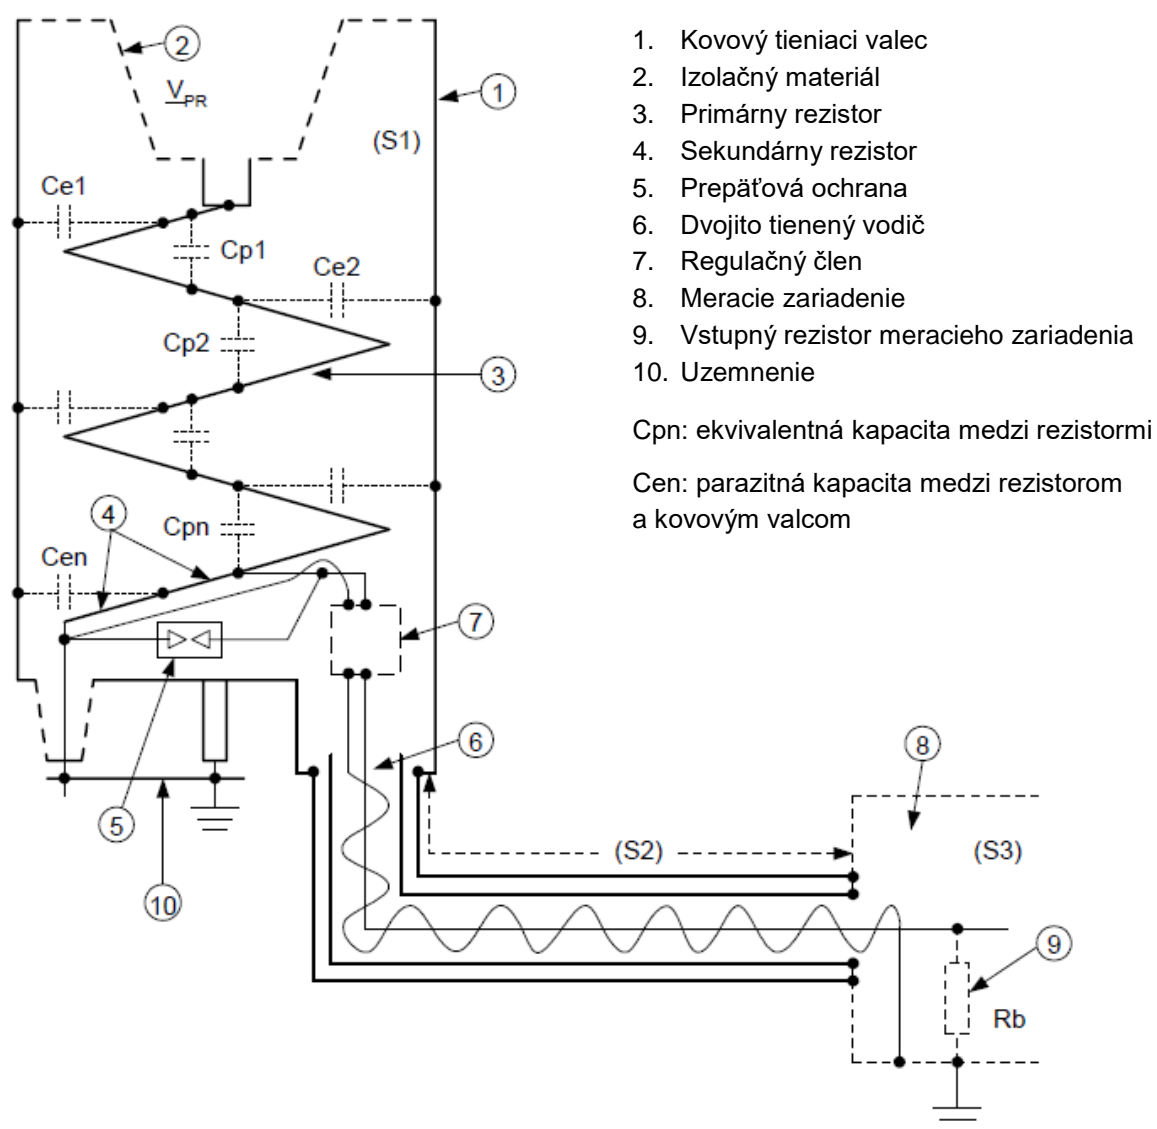 1. Kovový tieniaci valec
2. Izolačný materiál
3. Primárny rezistor
4. Sekundárny rezistor
5. Prepäťová ochrana
6. Dvojito tienený vodič
7. Regulačný člen
8. Meracie zariadenie
9. Vstupný rezistor meracieho zariadenia
10. Uzemnenie
Cpn: ekvivalentná kapacita medzi rezistormi
Cen: parazitná kapacita medzi rezistorom
a kovovým valcom
2
V_PR
1
(S1)
Ce1
Cp1
Ce2
Cp2
3
4
Cpn
Cen
7
5
6
8
5
(S2)
(S3)
10
9
Rb